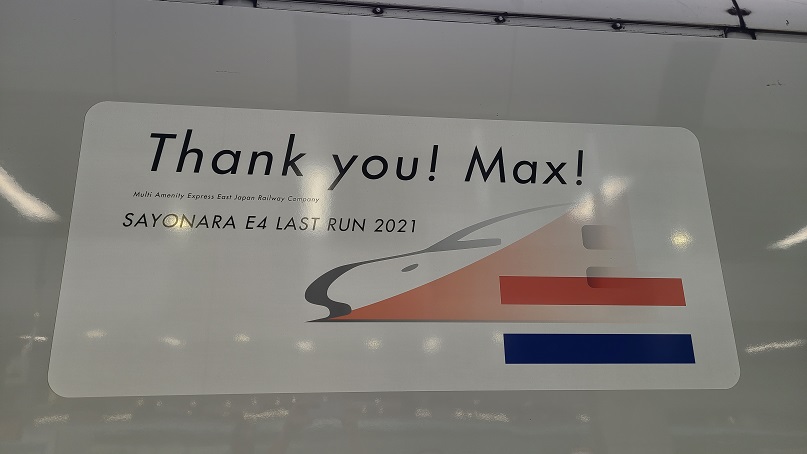 Thank you! Max!
Multi Amenity Express East Japan Railway Company
SAYONARA E4 LAST RUN 2021